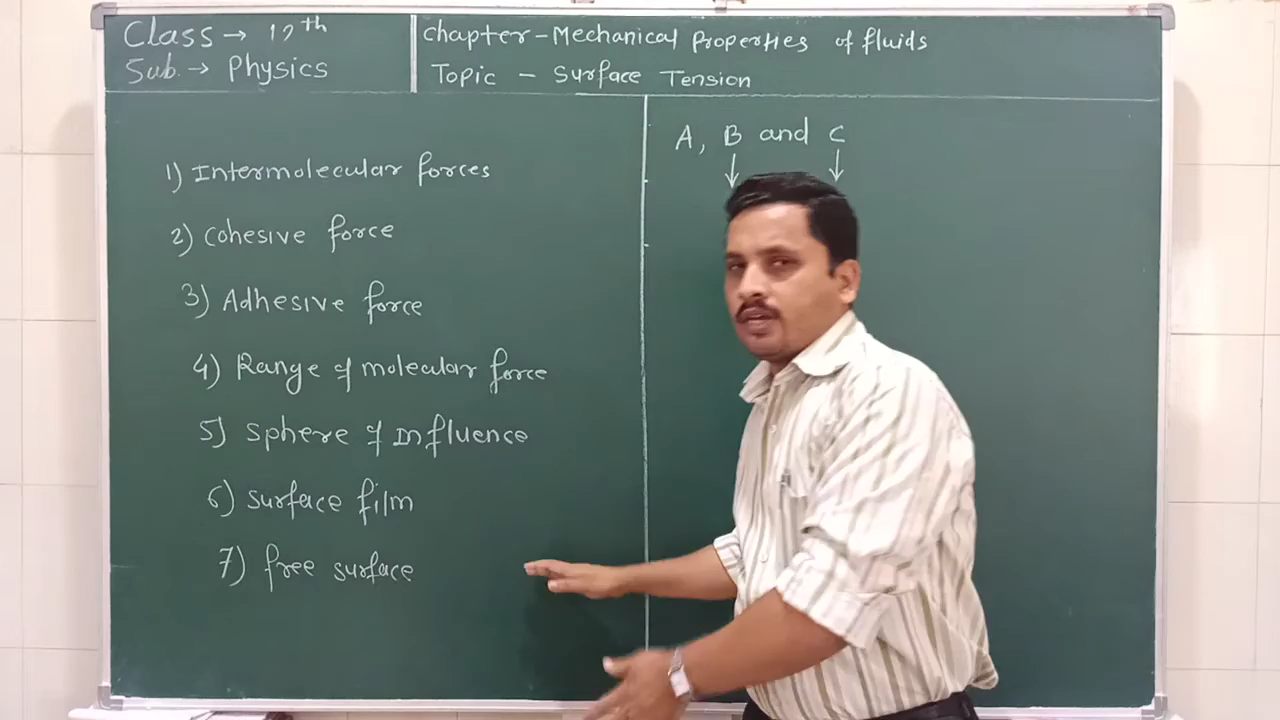 Class → 12th
Sub. → Physics
Chapter - Mechanical Properties of fluids
Topic - Surface Tension
1) Intermolecular forces
2) Cohesive force
3) Adhesive force
4) Range of molecular force
5) Sphere of Influence
6) Surface film
7) free surface
A, B and C
↓ ↓